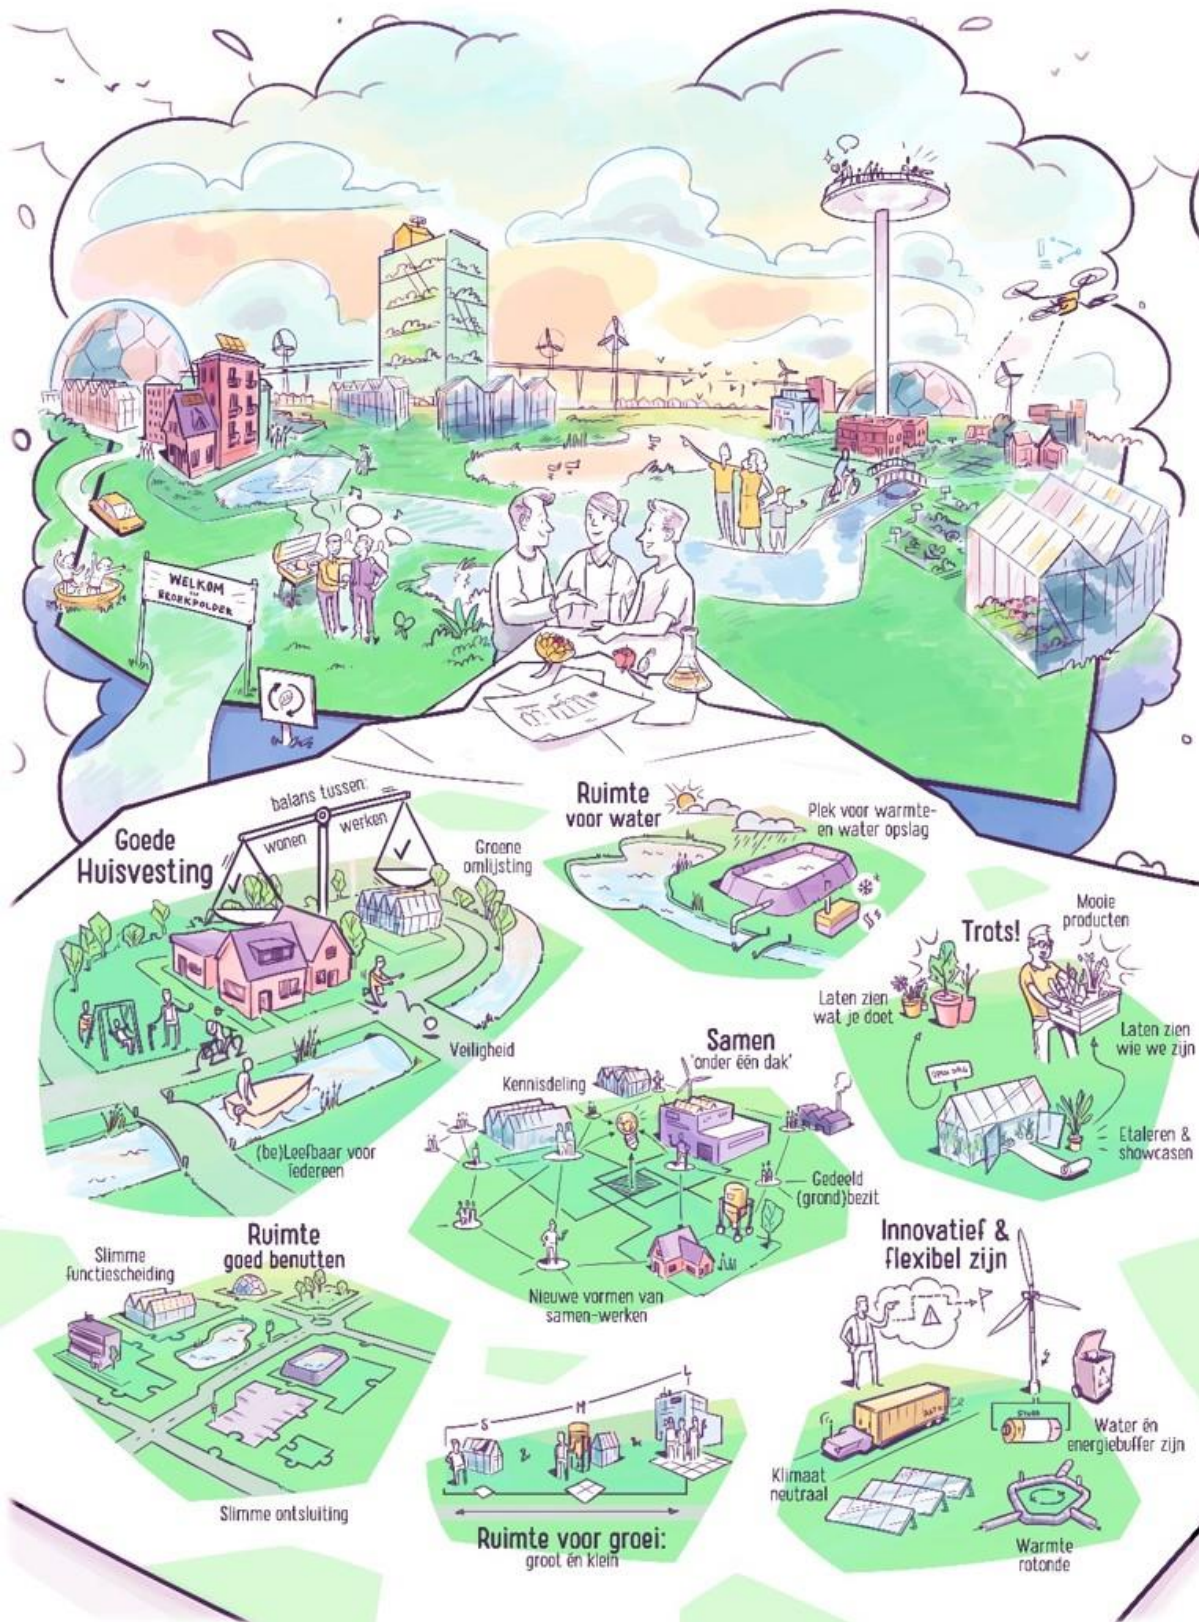 WELKOM
IN
BROEKPOLDER
balans tussen:
wonen
werken
Goede
Huisvesting
Groene
omlijsting
Veiligheid
(be)Leefbaar voor
iedereen
Ruimte
voor water
Plek voor warmte-
en water opslag
Trots!
Mooie
producten
Laten zien
wat je doet
Laten zien
wie we zijn
OPEN DAG
Etaleren &
showcasen
Samen
'onder één dak'
Kennisdeling
Gedeeld
(grond)bezit
Nieuwe vormen van
samen-werken
Ruimte
goed benutten
Slimme
functiescheiding
Slimme ontsluiting
S
M
L
&
&
Ruimte voor groei:
groot én klein
Innovatief &
flexibel zijn
Water én
energiebuffer zijn
Klimaat
neutraal
Warmte
rotonde